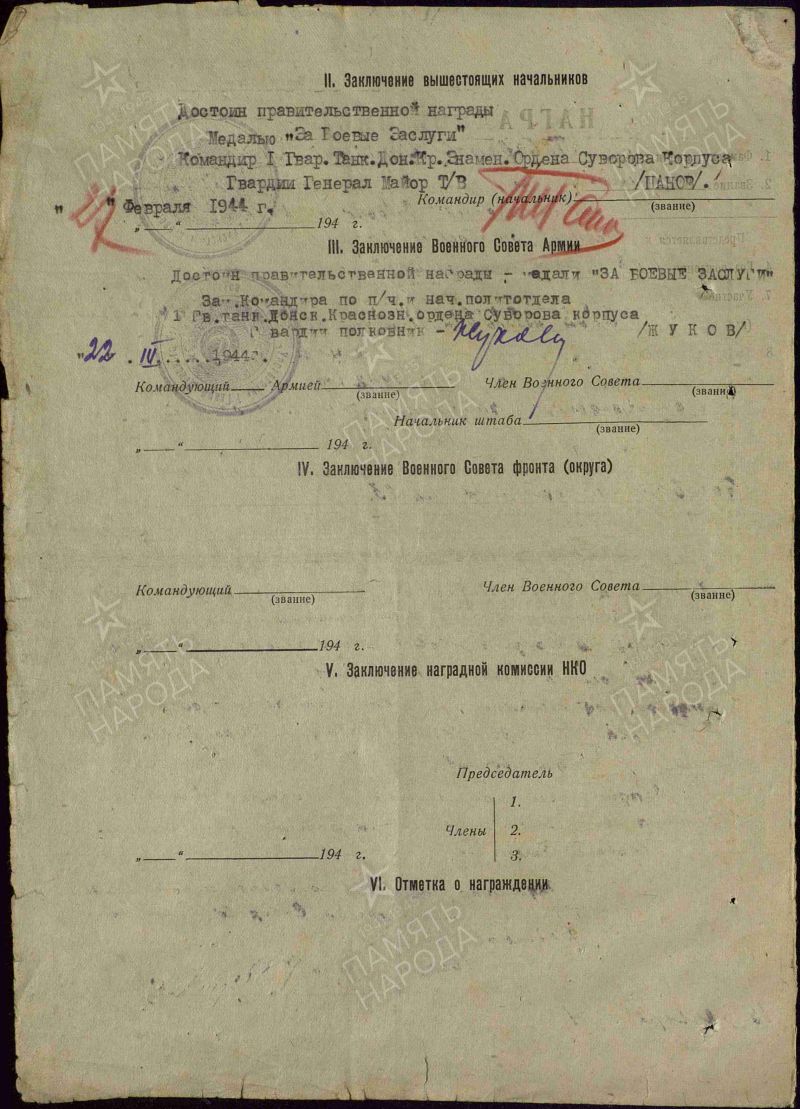 II. Заключение вышестоящих начальников
Достоин правительственной награды
Медалью "За Боевые Заслуги"
Командир I Гвар.Танк.Дон.Кр.Знамен.Ордена Суворова Корпуса
Гвардии Генерал Майор Т/В /ПАНОВ/.
Командир (начальник)
(звание)
" " Февраля 1944 г.
„ “ 194 г.
III. Заключение Военного Совета Армии
Достоин правительственной награды - медали "ЗА БОЕВЫЕ ЗАСЛУГИ"
Зам.Командира по п/ч.и нач.политотдела
I Гв.танк.Донск.Краснозн.ордена Суворова корпуса
Гвардии полковник - Жуков /ЖУКОВ/
"22 . IV . . . . . 1944г.
Командующий Армией Член Военного Совета
(звание) (звание)
Начальник штаба
(звание)
„ “ 194 г.
IV. Заключение Военного Совета фронта (округа)
Командующий Член Военного Совета
(звание) (звание)
„ “ 194 г.
V. Заключение наградной комиссии НКО
Председатель
1.
Члены 2.
3.
„ “ 194 г.
VI. Отметка о награждении
ПАМЯТЬ
НАРОДА